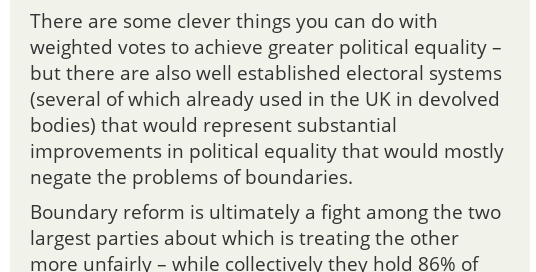 There are some clever things you can do with
weighted votes to achieve greater political equality –
but there are also well established electoral systems
(several of which already used in the UK in devolved
bodies) that would represent substantial
improvements in political equality that would mostly
negate the problems of boundaries.
Boundary reform is ultimately a fight among the two
largest parties about which is treating the other
more unfairly – while collectively they hold 86% of